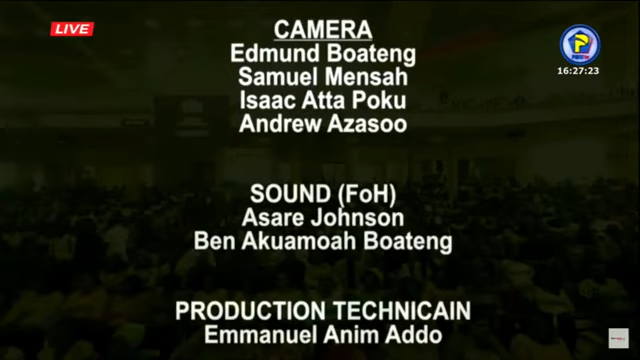 LIVE
CAMERA
Edmund Boateng
Samuel Mensah
Isaac Atta Poku
Andrew Azasoo
16:27:23
SOUND (FoH)
Asare Johnson
Ben Akuamoah Boateng
PRODUCTION TECHNICAIN
Emmanuel Anim Addo